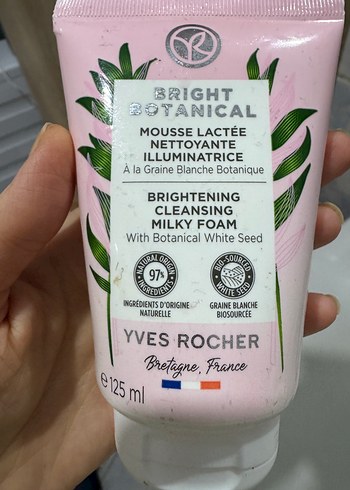 BRIGHT
BOTANICAL
MOUSSE LACTÉE
NETTOYANTE
ILLUMINATRICE
À la Graine Blanche Botanique
BRIGHTENING
CLEANSING
MILKY FOAM
With Botanical White Seed
NATURAL ORIGIN
97%
INGREDIENTS
BIO-SOURCED
WHITE SEED
INGRÉDIENTS D'ORIGINE
NATURELLE
GRAINE BLANCHE
BIOSOURCÉE
YVES ROCHER
Bretagne, France
℮125 ml